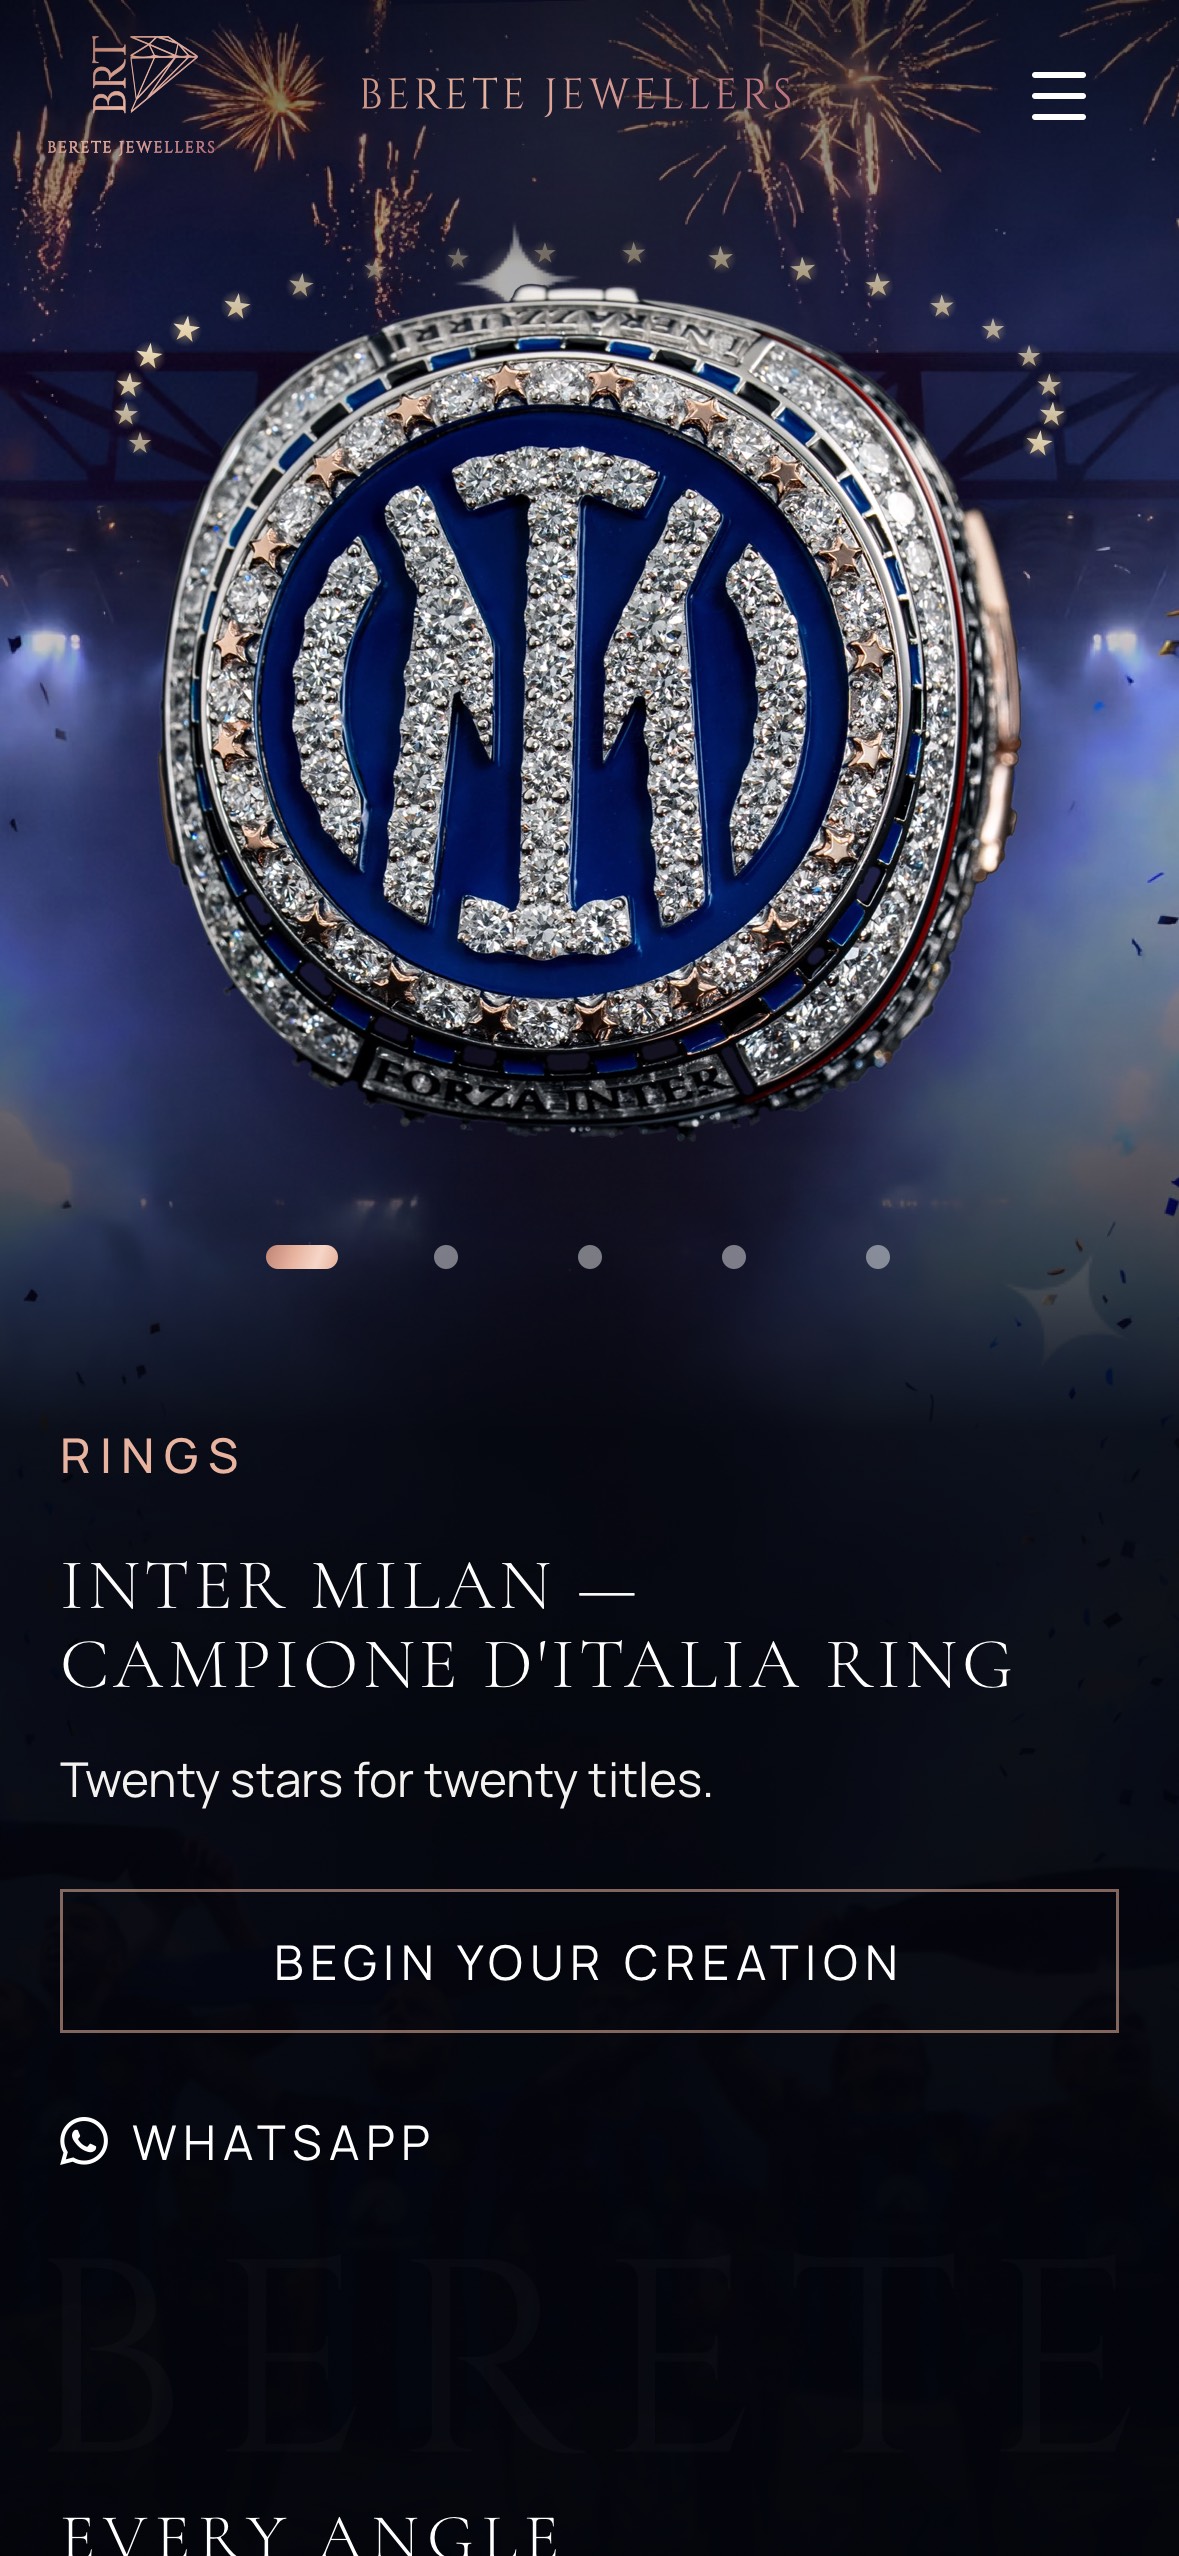 BRT
BERETE JEWELLERS
BERETE JEWELLERS
NERAZZURRI
FORZA INTER
RINGS
INTER MILAN —
CAMPIONE D'ITALIA RING
Twenty stars for twenty titles.
BEGIN YOUR CREATION
WHATSAPP
BERETE
EVERY ANGLE